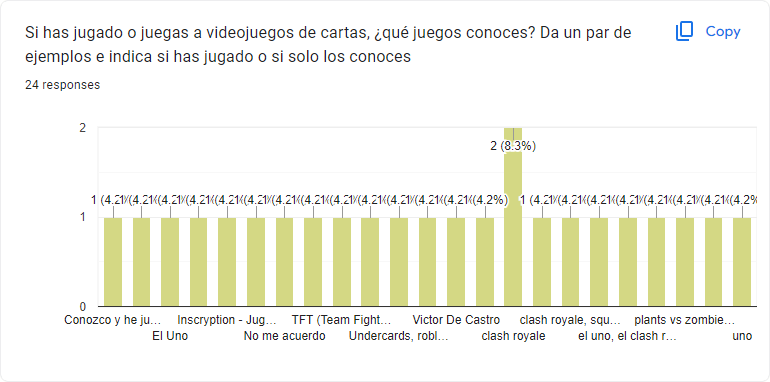 Si has jugado o juegas a videojuegos de cartas, ¿qué juegos conoces? Da un par de
ejemplos e indica si has jugado o si solo los conoces
Copy
24 responses
2
2 (8.3%)
1 (4.2%)
1
0
Conozco y he ju…
Inscryption - Jug…
TFT (Team Fight…
Victor De Castro
clash royale, squ…
plants vs zombie…
El Uno
No me acuerdo
Undercards, robl…
clash royale
el uno, el clash r…
uno